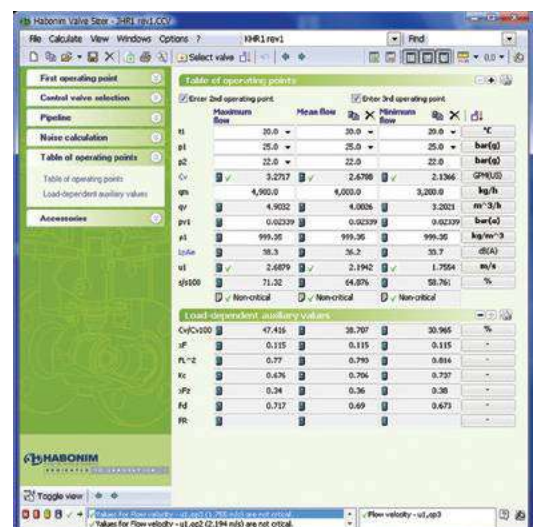 Habonim Valve Sizer - JHR1 rev1.CCV
File Calculate View Windows Options ?
Find
Select valve
0.0
First operating point
Control valve selection
Pipeline
Noise calculation
Table of operating points
Table of operating points
Load-dependent auxiliary values
Accessories
HABONIM
Toggle view
Table of operating points
Enter 2nd operating point
Enter 3rd operating point
Maximum flow Mean flow Minimum flow
t1 20.0 20.0 20.0 °C
p1 25.0 25.0 25.0 bar(g)
p2 22.0 22.0 22.0 bar(g)
Cv 3.2717 2.6708 2.1366 GPM(US)
qm 4,900.0 4,000.0 3,200.0 kg/h
qv 4.9032 4.0026 3.2021 m^3/h
pv1 0.02339 0.02339 0.02339 bar(a)
ρ1 999.35 999.35 999.35 kg/m^3
LpAe 38.3 36.2 33.7 dB(A)
u1 2.6879 2.1942 1.7554 m/s
s/s100 71.32 64.876 58.761 %
Non-critical Non-critical Non-critical
Load-dependent auxiliary values
Cv/Cv100 47.416 38.707 30.965 %
xF 0.115 0.115 0.115 -
FL^2 0.77 0.793 0.816 -
Kc 0.676 0.706 0.737 -
xFz 0.34 0.36 0.38 -
Fd 0.717 0.69 0.673 -
FR -
Values for Flow velocity - u1,op3 (1.755 m/s) are not critical.
Values for Flow velocity - u1,op2 (2.194 m/s) are not critical.
Flow velocity - u1,op3